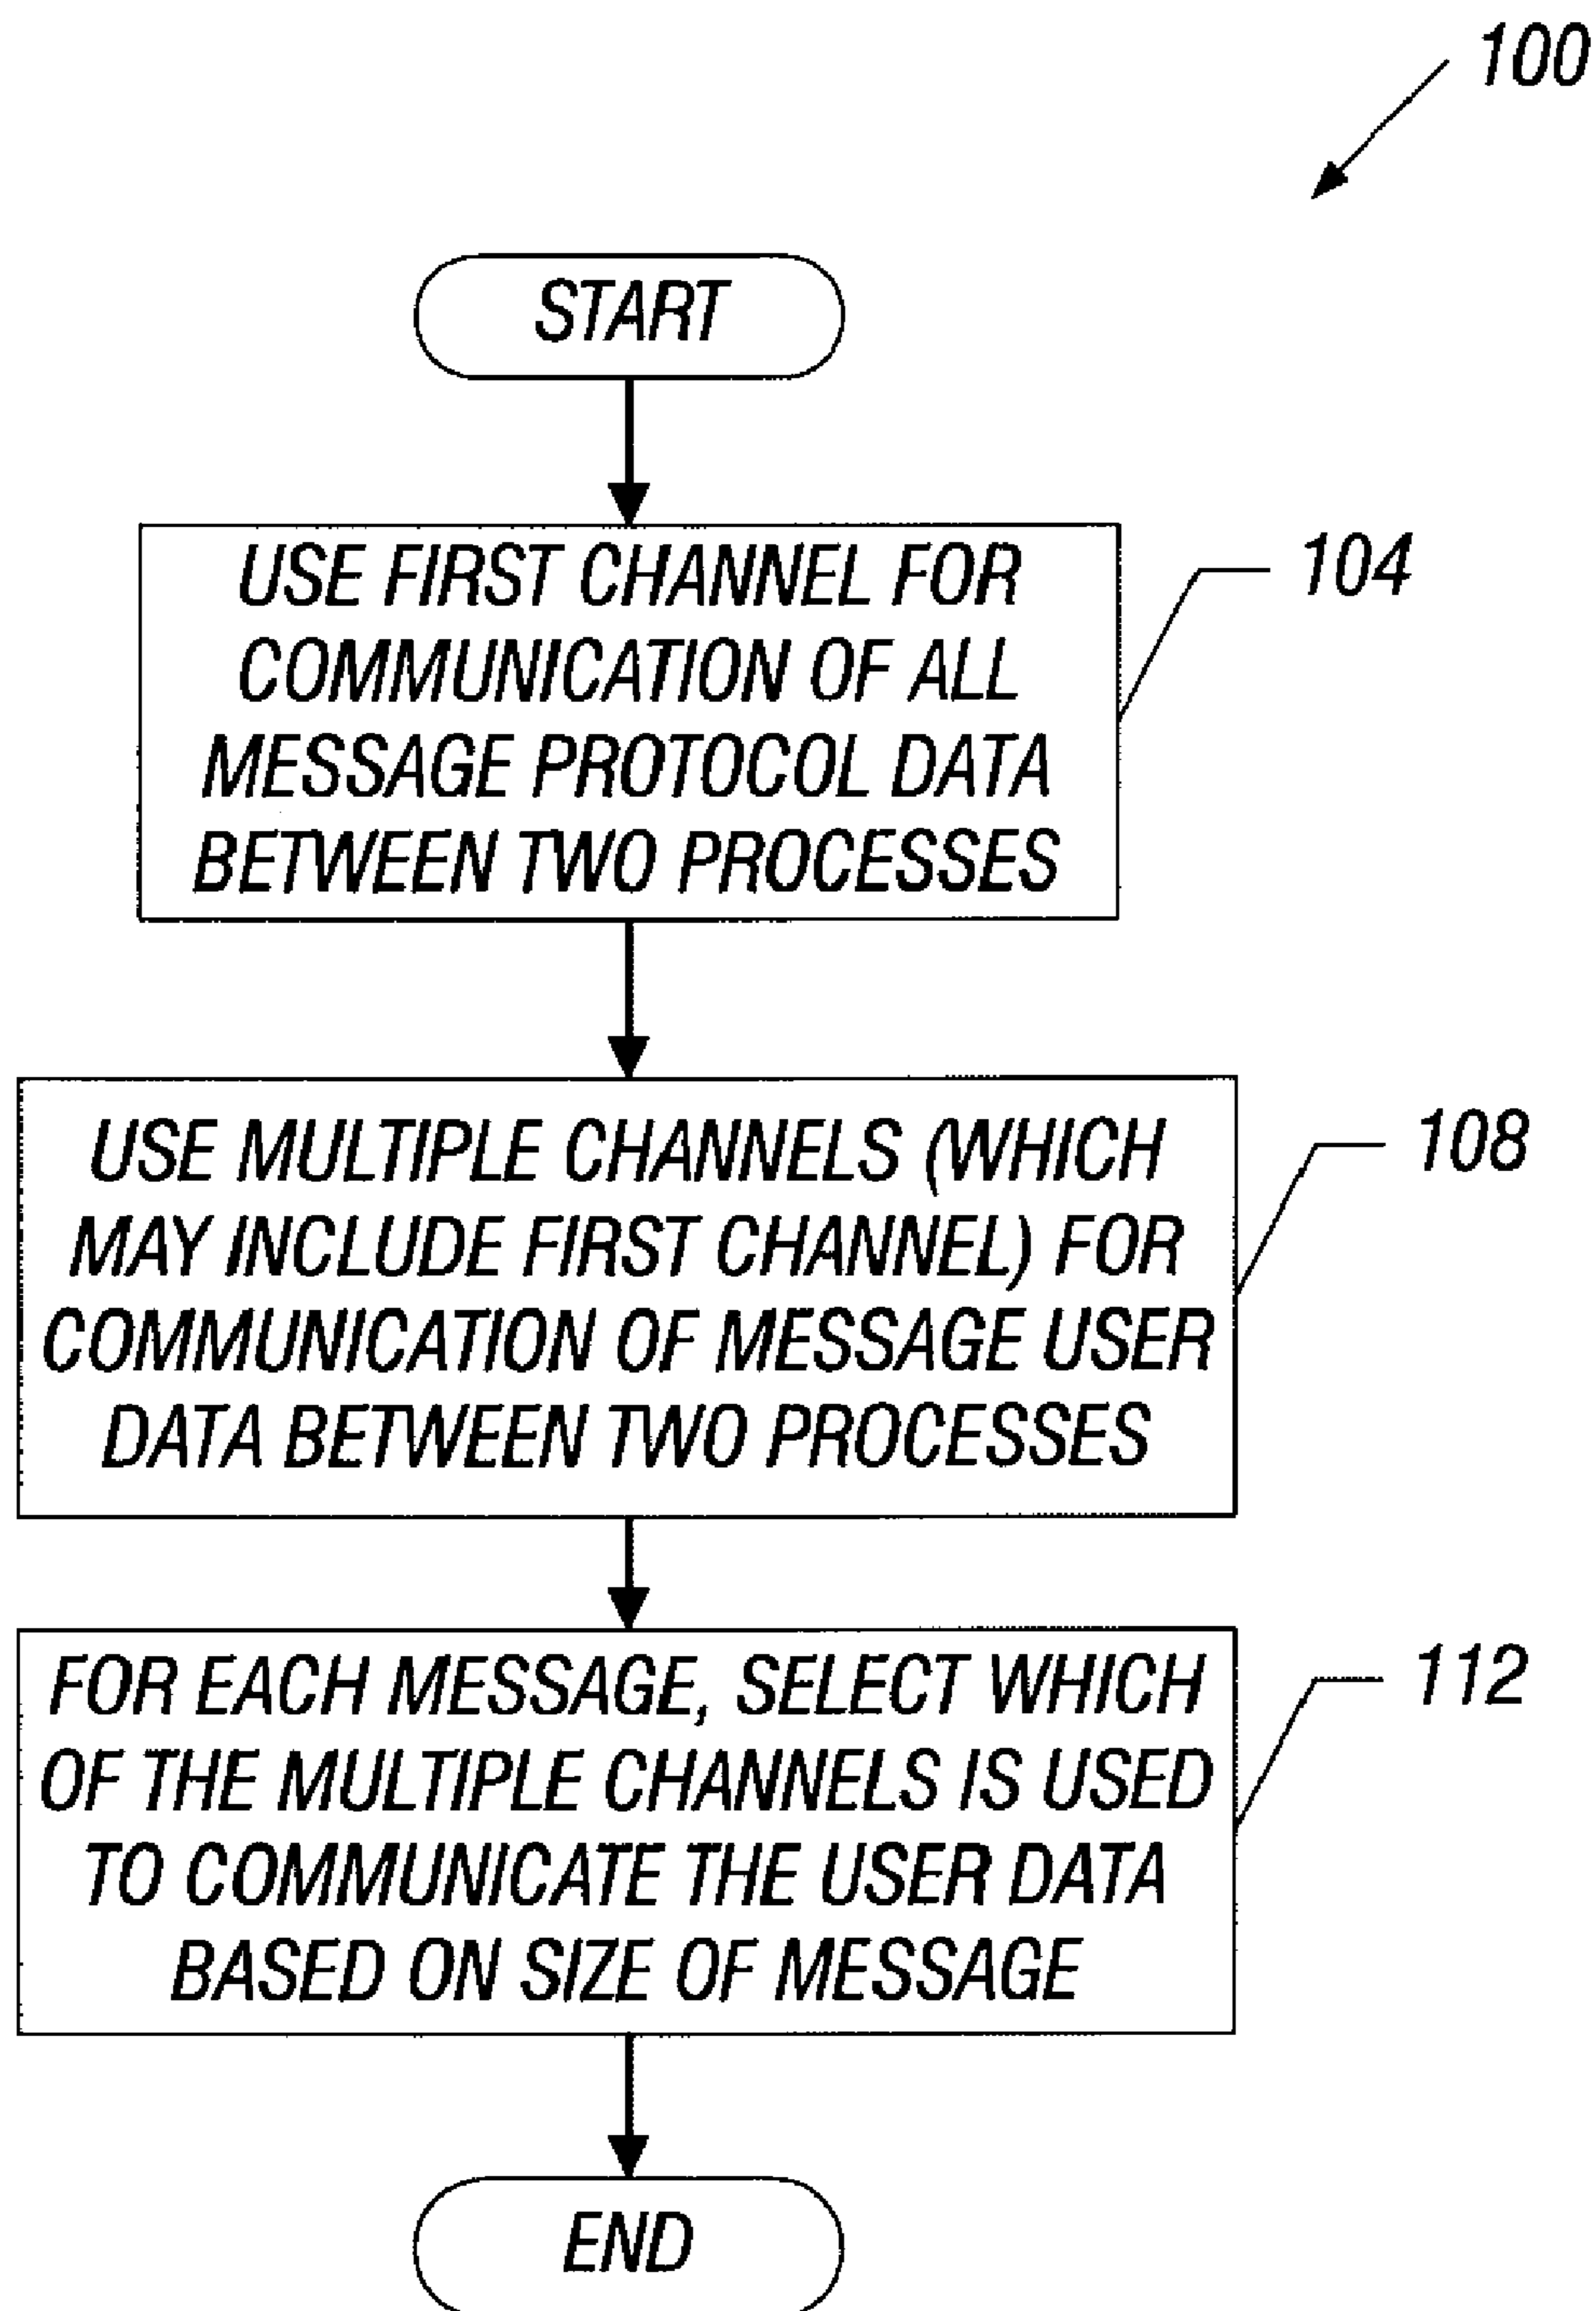 100
START
USE FIRST CHANNEL FOR
COMMUNICATION OF ALL
MESSAGE PROTOCOL DATA
BETWEEN TWO PROCESSES
104
USE MULTIPLE CHANNELS (WHICH
MAY INCLUDE FIRST CHANNEL) FOR
COMMUNICATION OF MESSAGE USER
DATA BETWEEN TWO PROCESSES
108
FOR EACH MESSAGE, SELECT WHICH
OF THE MULTIPLE CHANNELS IS USED
TO COMMUNICATE THE USER DATA
BASED ON SIZE OF MESSAGE
112
END